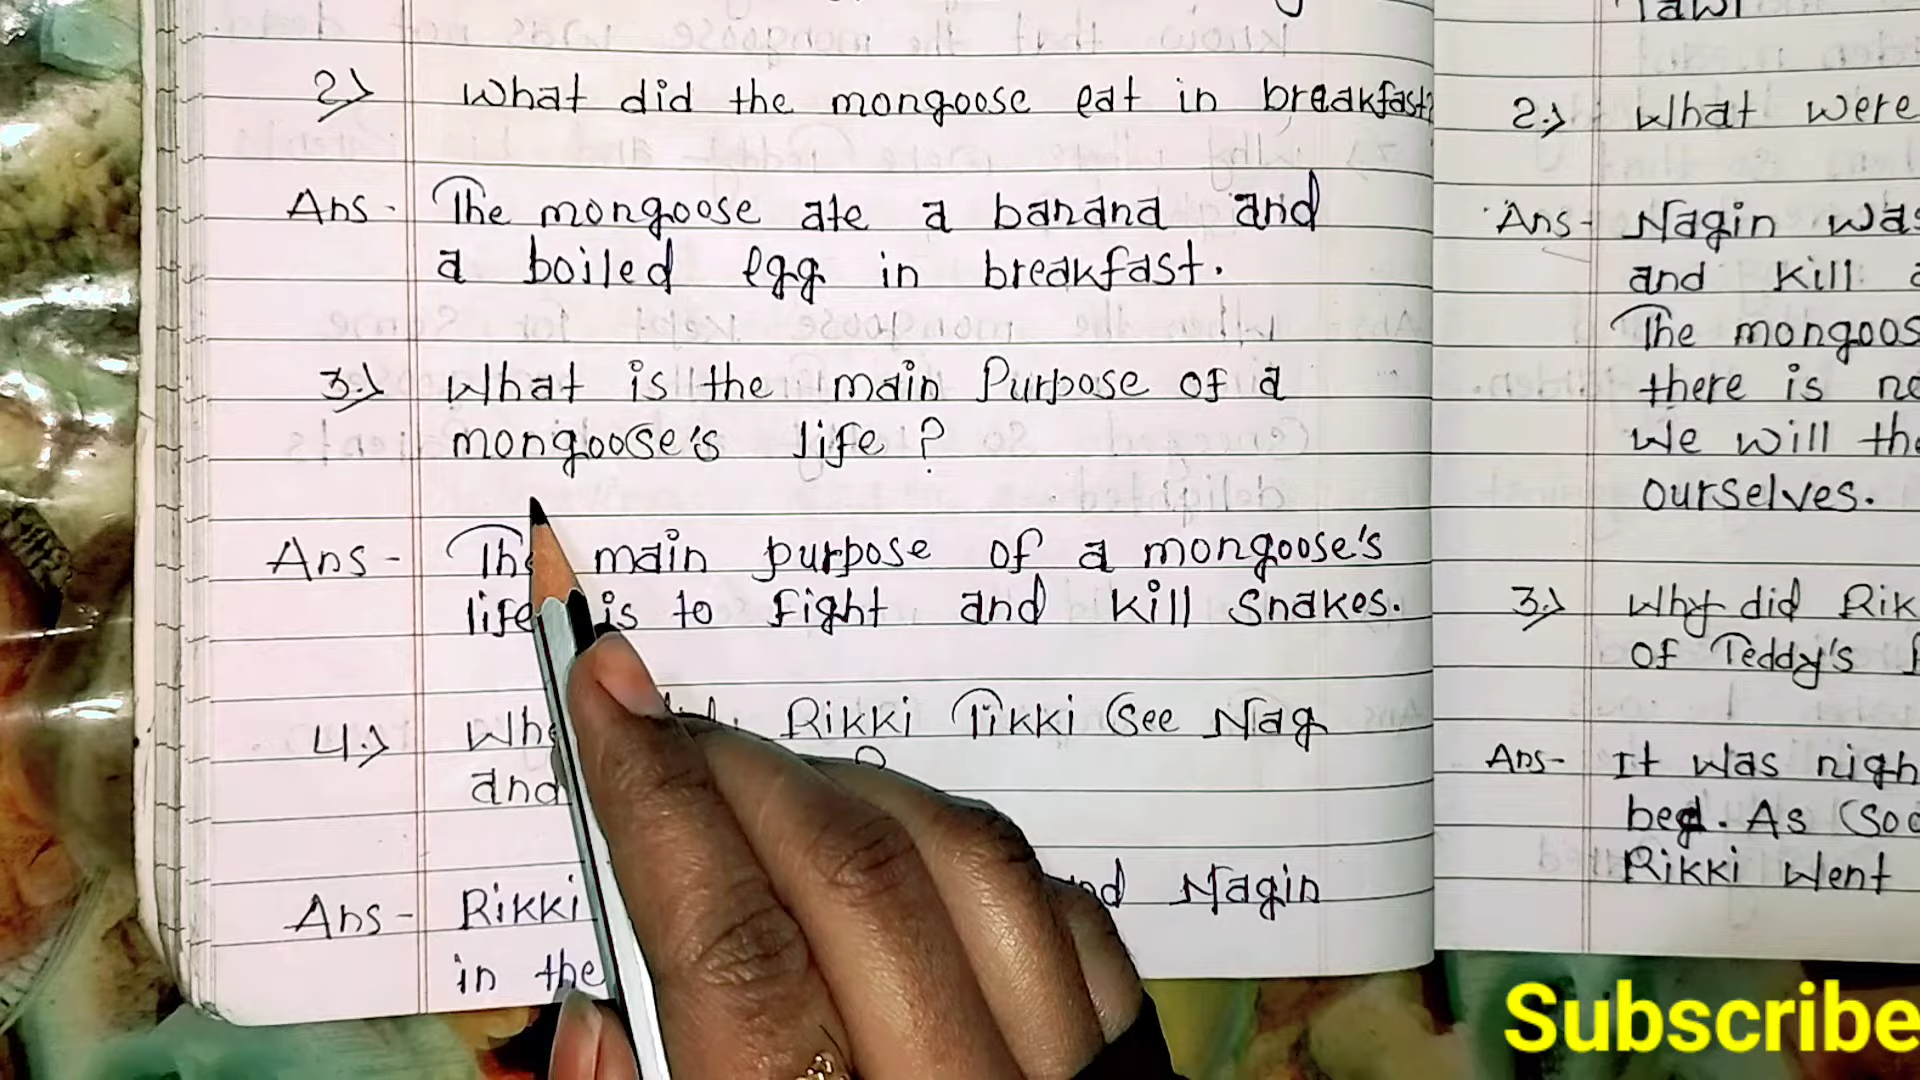 2.) What did the mongoose eat in breakfast?
Ans - The mongoose ate a banana and
a boiled egg in breakfast.
3.) What is the main Purpose of a
mongoose's life?
Ans - The main purpose of a mongoose's
life is to fight and kill snakes.
4.) Rikki Tikki See Nag
and
Ans - Rikki and Nagin
in the
2.) What were
Ans - Nagin was
and kill
The
there is
We will
ourselves.
3.) Why did
of Teddy's
Ans - It was
bed. As
Rikki went
Subscribe